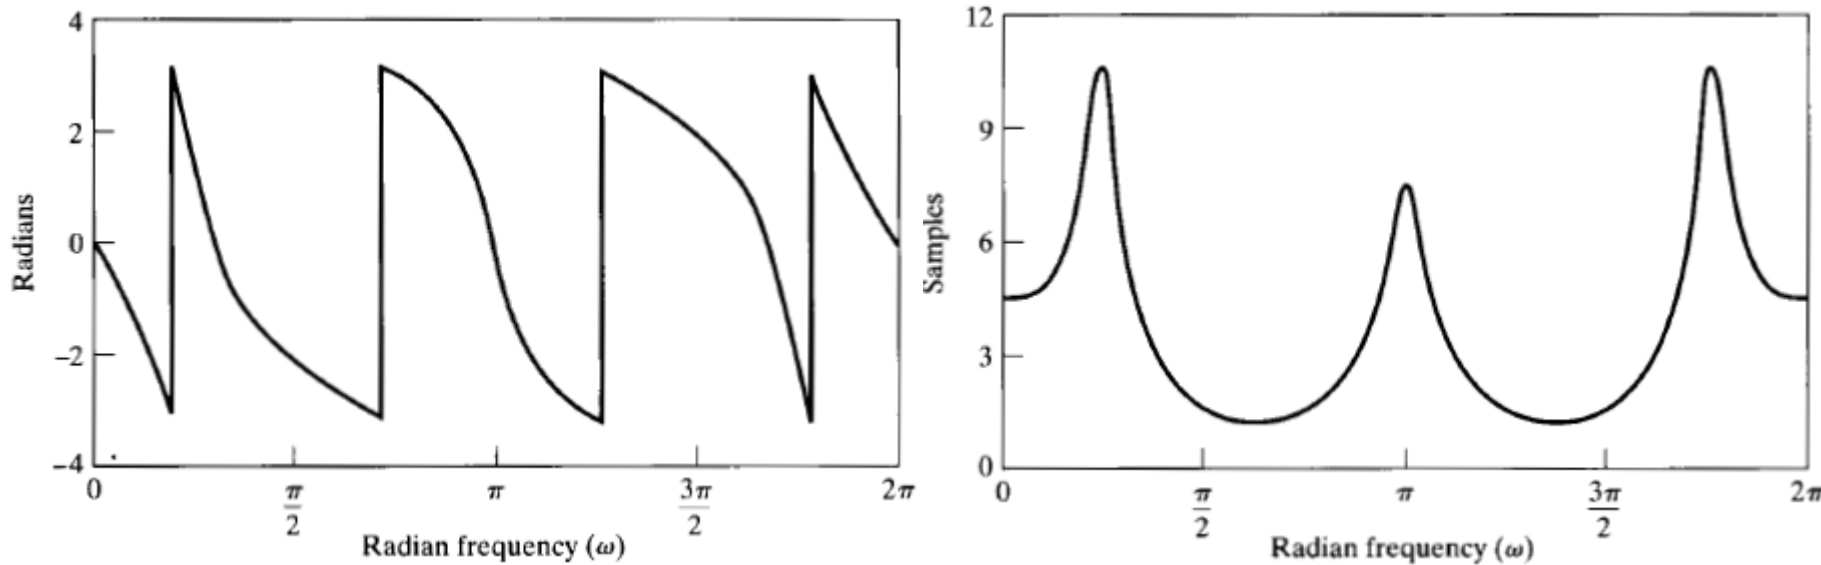 4
2
0
−2
−4
Radians
0
π/2
π
3π/2
2π
Radian frequency (ω)
12
9
6
3
0
Samples
0
π/2
π
3π/2
2π
Radian frequency (ω)